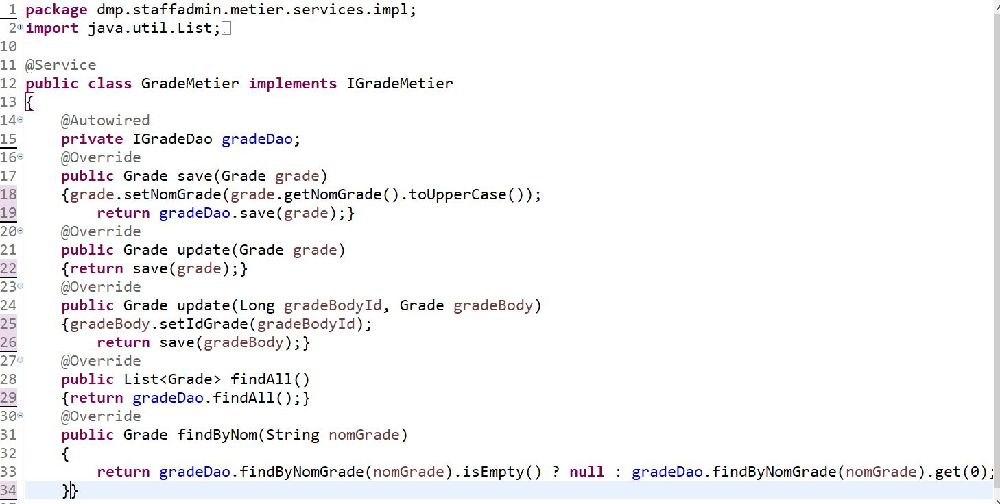 1 package dmp.staffadmin.metier.services.impl;
2 import java.util.List;
10
11 @Service
12 public class GradeMetier implements IGradeMetier
13 {
14 @Autowired
15 private IGradeDao gradeDao;
16 @Override
17 public Grade save(Grade grade)
18 {grade.setNomGrade(grade.getNomGrade().toUpperCase());
19 return gradeDao.save(grade);}
20 @Override
21 public Grade update(Grade grade)
22 {return save(grade);}
23 @Override
24 public Grade update(Long gradeBodyId, Grade gradeBody)
25 {gradeBody.setIdGrade(gradeBodyId);
26 return save(gradeBody);}
27 @Override
28 public List<Grade> findAll()
29 {return gradeDao.findAll();}
30 @Override
31 public Grade findByNom(String nomGrade)
32 {
33 return gradeDao.findByNomGrade(nomGrade).isEmpty() ? null : gradeDao.findByNomGrade(nomGrade).get(0);
34 }}